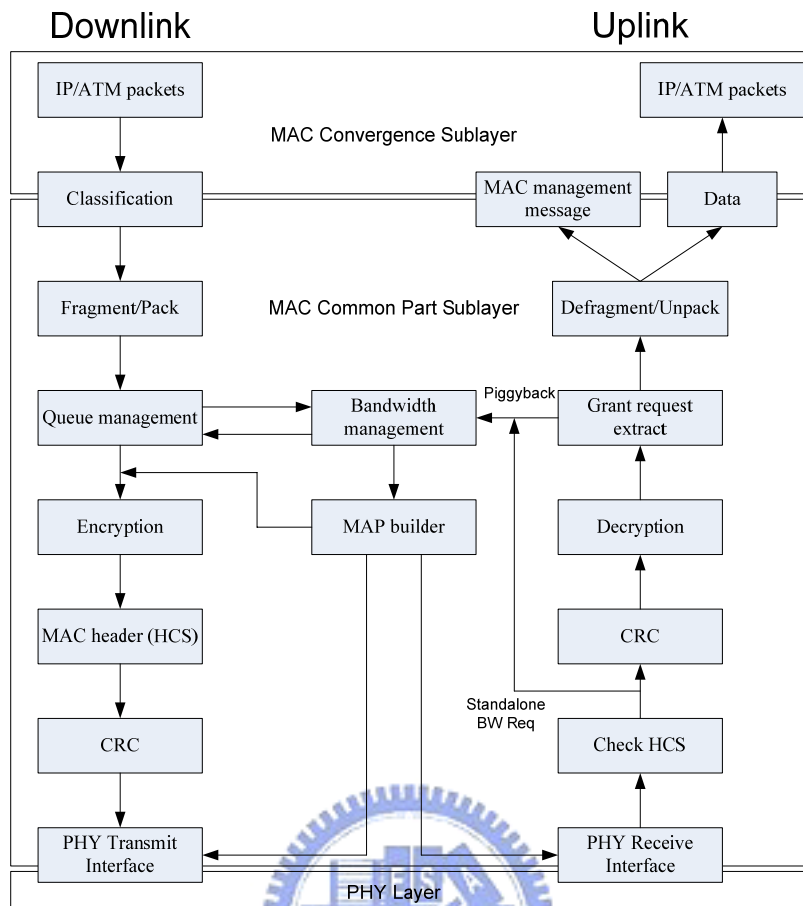 Downlink
Uplink
IP/ATM packets
IP/ATM packets
MAC Convergence Sublayer
Classification
MAC management
message
Data
Fragment/Pack
MAC Common Part Sublayer
Defragment/Unpack
Queue management
Bandwidth
management
Piggyback
Grant request
extract
Encryption
MAP builder
Decryption
MAC header (HCS)
CRC
Standalone
BW Req
CRC
Check HCS
PHY Transmit
Interface
PHY Receive
Interface
PHY Layer